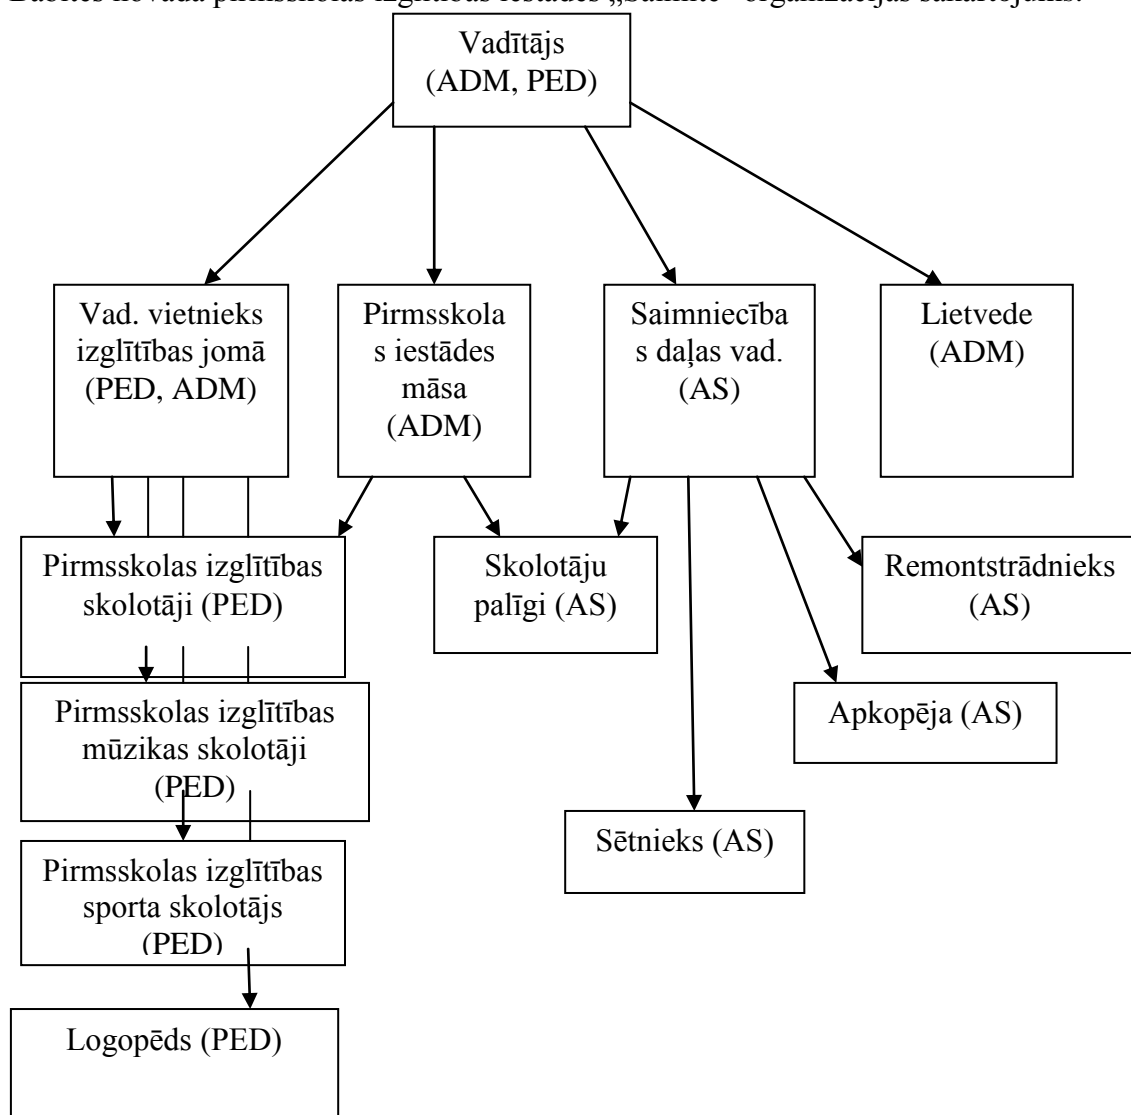 Vadītājs
(ADM, PED)
Vad. vietnieks
izglītības jomā
(PED, ADM)
Pirmsskola
s iestādes
māsa
(ADM)
Saimniecība
s daļas vad.
(AS)
Lietvede
(ADM)
Pirmsskolas izglītības
skolotāji (PED)
Skolotāju
palīgi (AS)
Remontstrādnieks
(AS)
Pirmsskolas izglītības
mūzikas skolotāji
(PED)
Apkopēja (AS)
Sētnieks (AS)
Pirmsskolas izglītības
sporta skolotājs
(PED)
Logopēds (PED)